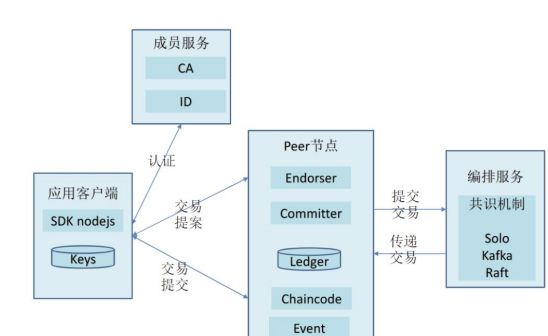 成员服务
CA
ID
认证
应用客户端
SDK nodejs
Keys
交易
提案
交易
提交
Peer节点
Endorser
Committer
Ledger
Chaincode
Event
提交
交易
传递
交易
编排服务
共识机制
Solo
Kafka
Raft